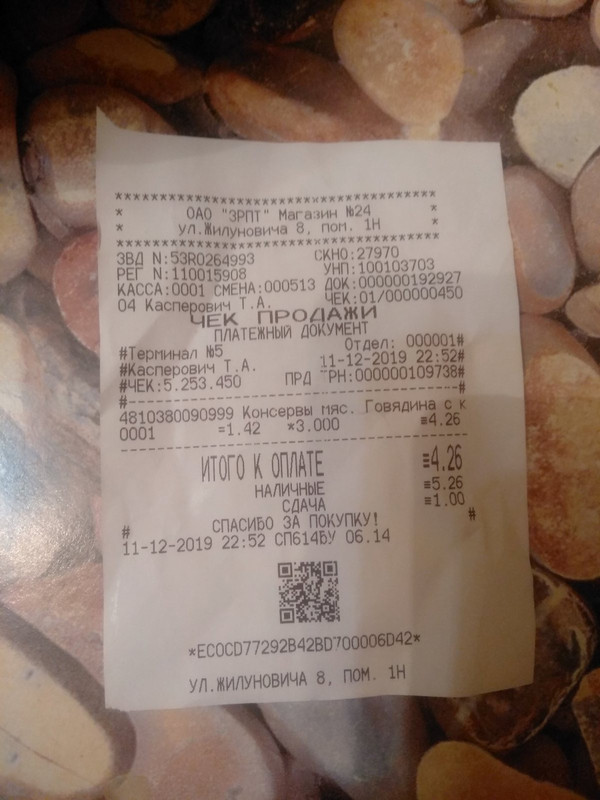 ************************************
* ОАО "ЗРПТ" Магазин №24 *
* ул.Жилуновича 8, пом. 1Н *
************************************
ЗВД N:53R0264993 СКНО:27970
РЕГ N:110015908 УНП:100103703
КАССА:0001 СМЕНА:000513 ДОК:000000192927
04 Касперович Т.А. ЧЕК:01/000000450
ЧЕК ПРОДАЖИ
ПЛАТЕЖНЫЙ ДОКУМЕНТ
#Терминал №5 Отдел: 000001#
#Касперович Т.А. 11-12-2019 22:52#
#ЧЕК:5.253.450 ПРД ~РН:000000109738#
#--------------------------------------#
4810380090999 Консервы мяс. Говядина с к
0001 =1.42 *3.000 ≡4.26
----------------------------------------
ИТОГО К ОПЛАТЕ ≡4.26
НАЛИЧНЫЕ ≡5.26
СДАЧА ≡1.00
# СПАСИБО ЗА ПОКУПКУ! #
11-12-2019 22:52 СП614БУ 06.14
*EC0CD77292B42BD700006D42*
УЛ.ЖИЛУНОВИЧА 8, ПОМ. 1Н